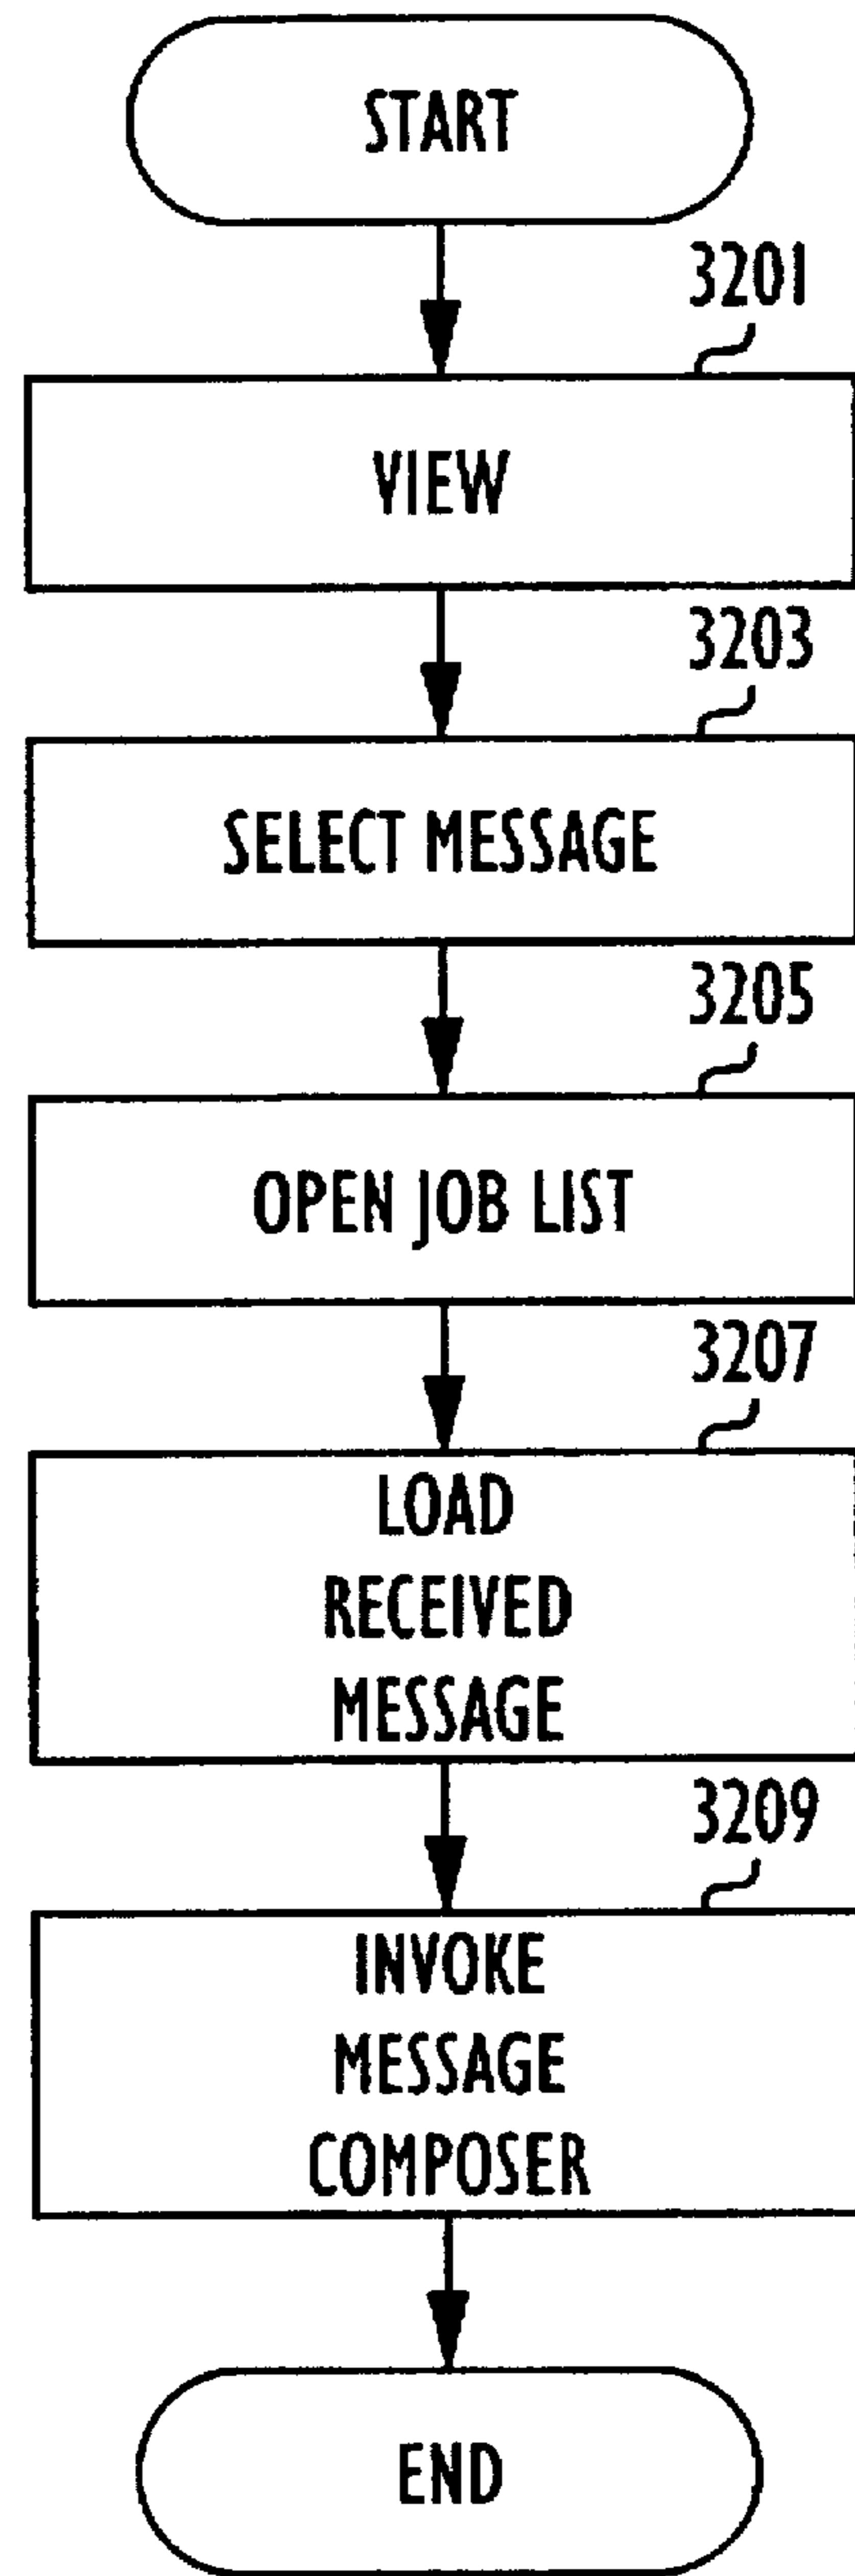 START
3201
VIEW
3203
SELECT MESSAGE
3205
OPEN JOB LIST
3207
LOAD
RECEIVED
MESSAGE
3209
INVOKE
MESSAGE
COMPOSER
END